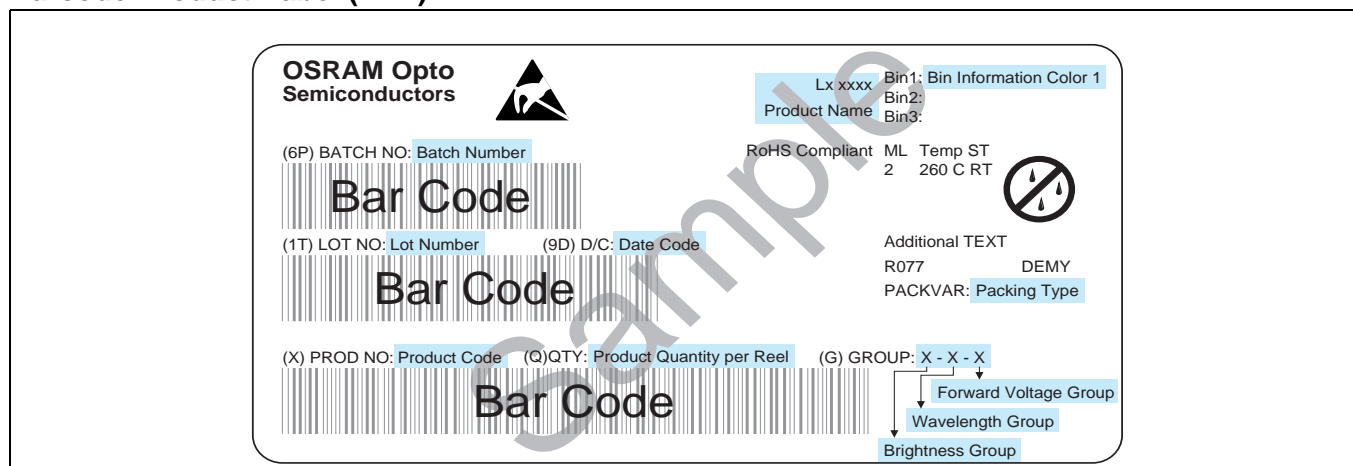 OSRAM Opto
Semiconductors
Lx xxxx
Product Name
Bin1: Bin Information Color 1
Bin2:
Bin3:
(6P) BATCH NO: Batch Number
Bar Code
RoHS Compliant
ML Temp ST
2 260 C RT
(1T) LOT NO: Lot Number (9D) D/C: Date Code
Bar Code
Additional TEXT
R077 DEMY
PACKVAR: Packing Type
(X) PROD NO: Product Code (Q)QTY: Product Quantity per Reel (G) GROUP: X - X - X
Bar Code
Forward Voltage Group
Wavelength Group
Brightness Group
Sample